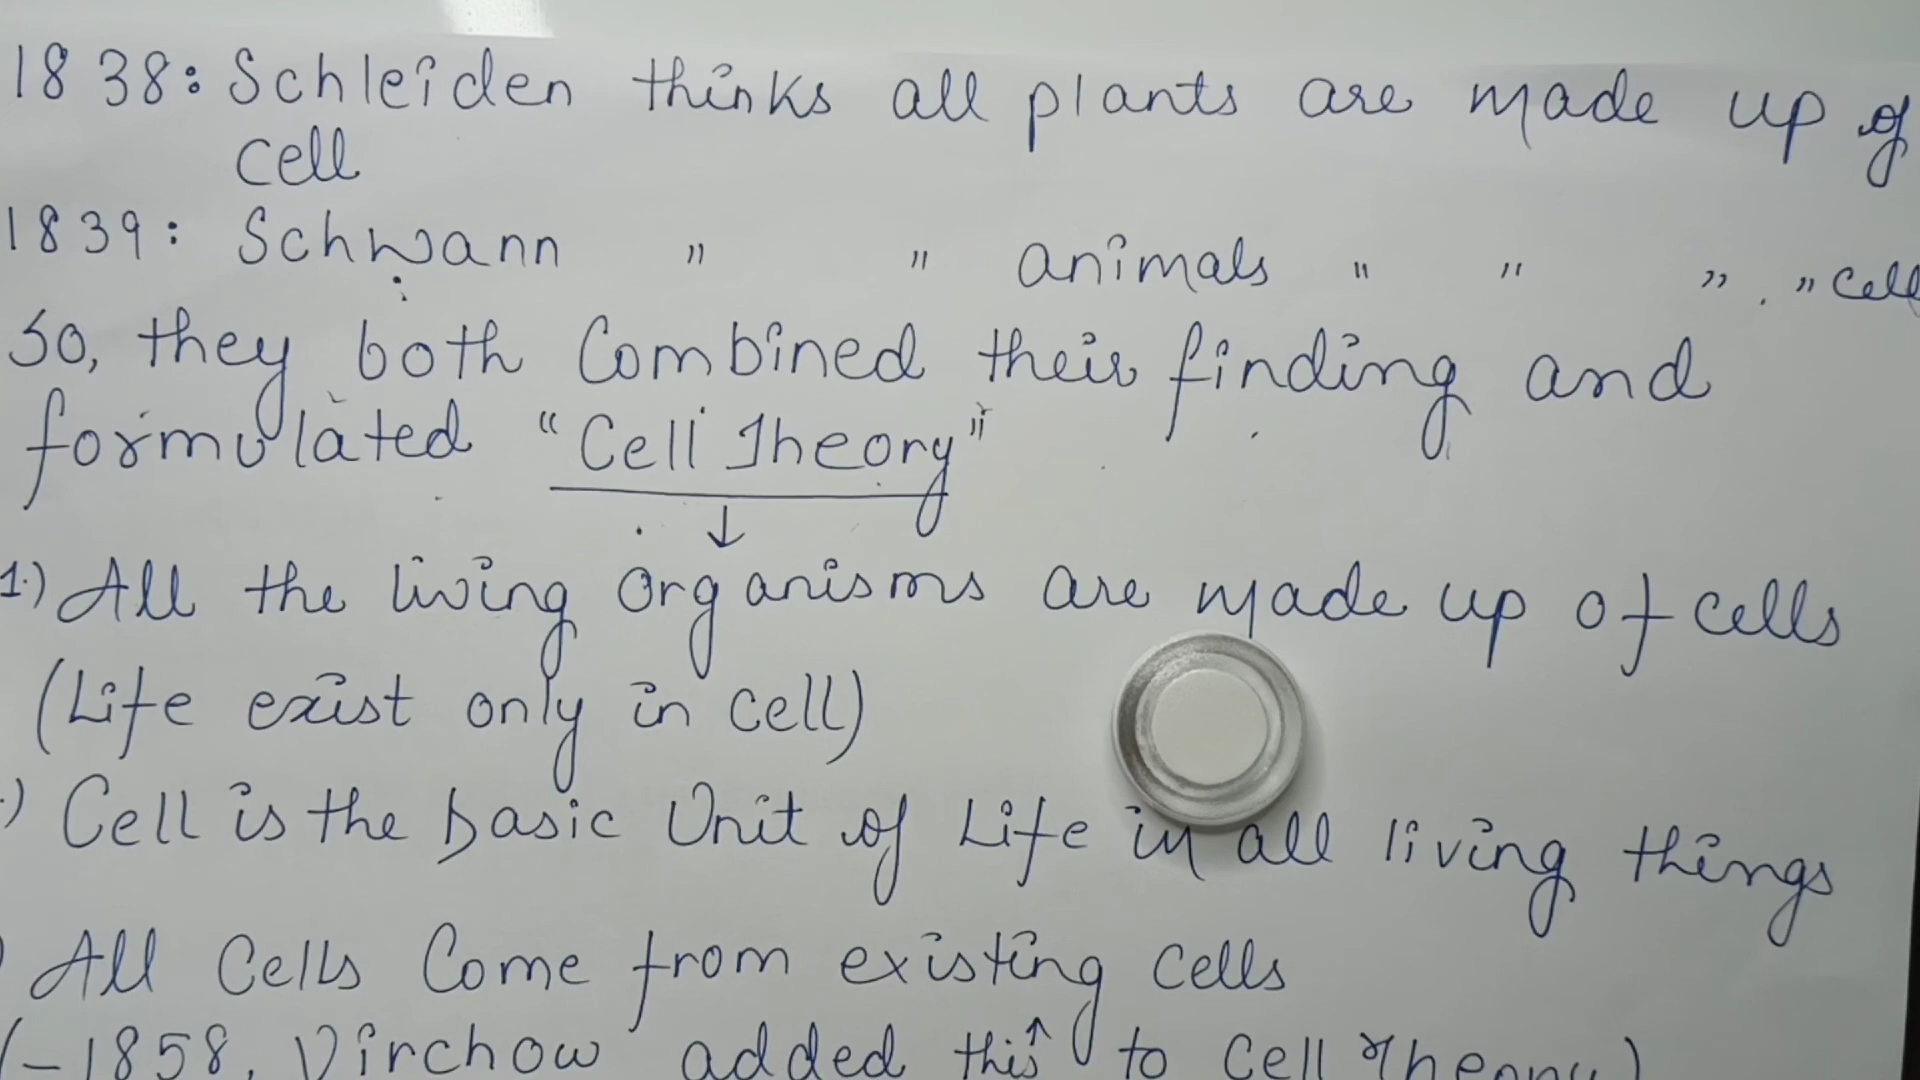 1838: Schleiden thinks all plants are made up of
cell
1839: Schwann " " animals " " " " cell
So, they both Combined their finding and
formulated "Cell Theory"
↓
1.) All the living organisms are made up of cells
(Life exist only in cell)
.) Cell is the basic Unit of Life in all living things
) All Cells Come from existing cells
(-1858, Virchow added this↑ to Cell Theory)